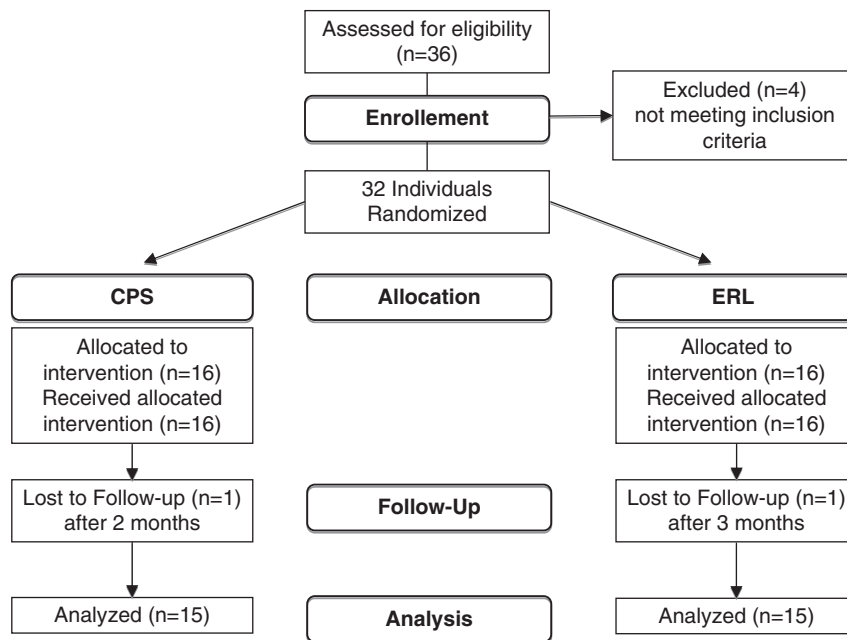 Assessed for eligibility
(n=36)
Excluded (n=4)
not meeting inclusion
criteria
Enrollement
32 Individuals
Randomized
CPS
Allocation
ERL
Allocated to
intervention (n=16)
Received allocated
intervention (n=16)
Allocated to
intervention (n=16)
Received allocated
intervention (n=16)
Lost to Follow-up (n=1)
after 2 months
Follow-Up
Lost to Follow-up (n=1)
after 3 months
Analyzed (n=15)
Analysis
Analyzed (n=15)